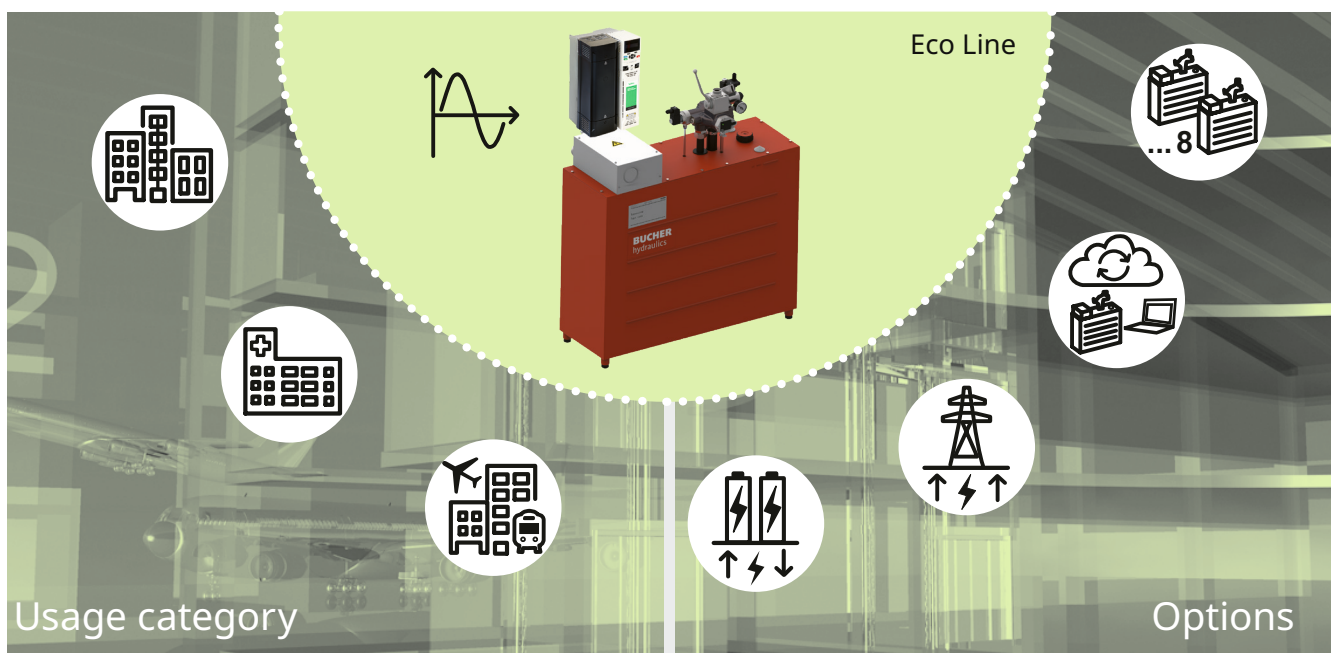 Eco Line
... 8
BUCHER
hydraulics
Usage category
Options